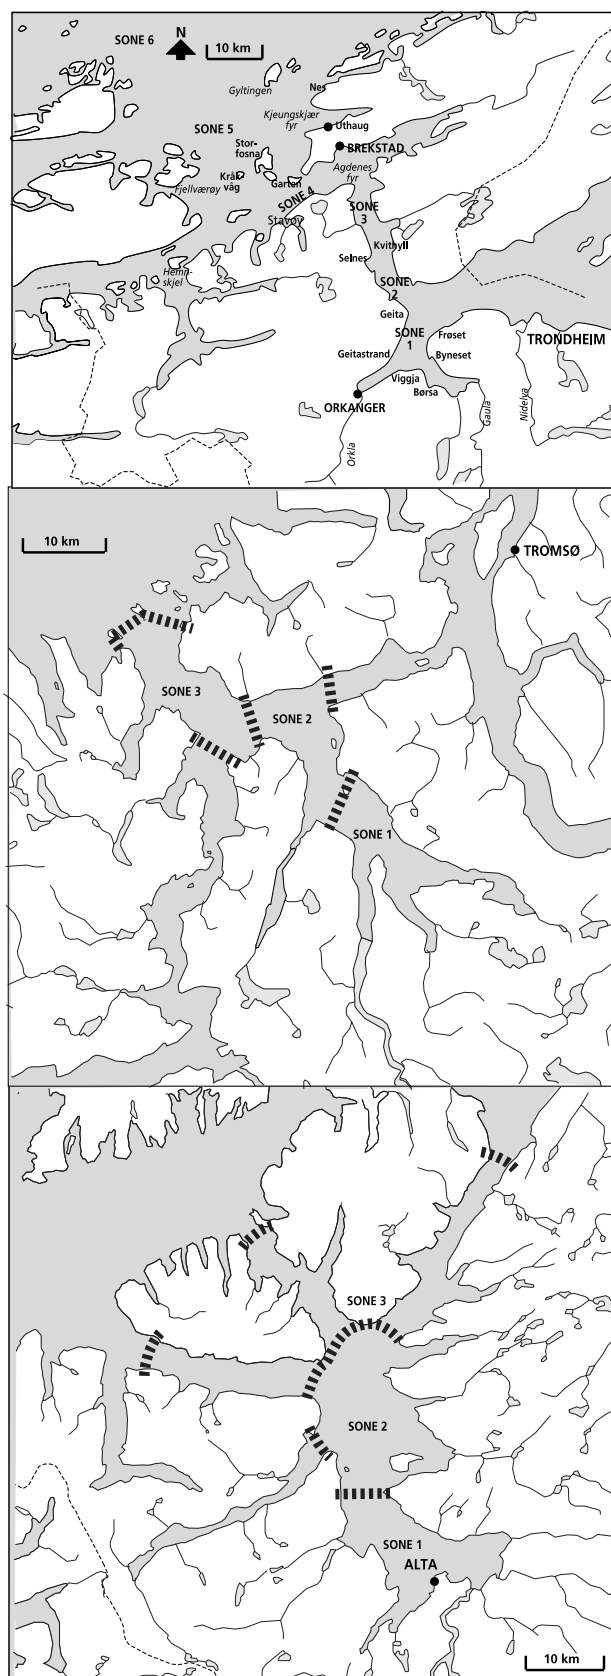 SONE 6
N
10 km
Gyltingen
Nes
Kjeungskjær
fyr
Uthaug
SONE 5
Stor-
fosna
BREKSTAD
Agdenes
fyr
Kråk-
våg
Garten
Fjellværøy
SONE 4
SONE
3
Stavøy
Kvithyll
Selnes
Hemn-
skjel
SONE
2
Geita
SONE
1
Frøset
TRONDHEIM
Geitastrand
Byneset
Viggja
Børsa
ORKANGER
Gaula
Nidelva
Orkla
10 km
TROMSØ
SONE 3
SONE 2
SONE 1
SONE 3
SONE 2
SONE 1
ALTA
10 km